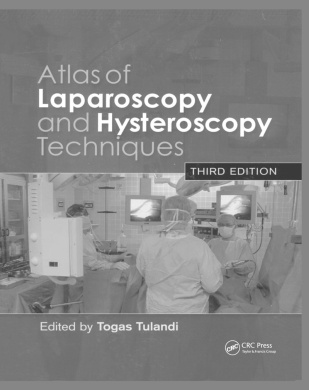 Atlas of
Laparoscopy
and Hysteroscopy
Techniques
THIRD EDITION
Edited by Togas Tulandi
CRC Press
Taylor & Francis Group